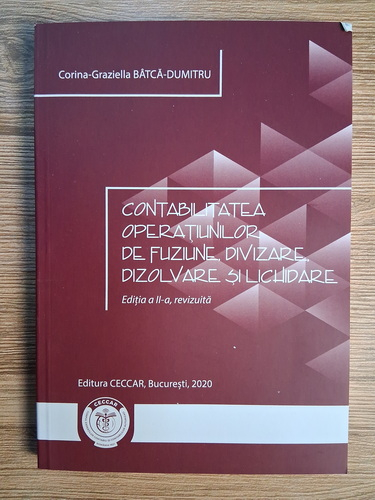 Corina-Graziella BÂTCĂ-DUMITRU
CONTABILITATEA
OPERAȚIUNILOR
DE FUZIUNE, DIVIZARE,
DIZOLVARE ȘI LICHIDARE
Ediția a II-a, revizuită
Editura CECCAR, București, 2020
CECCAR